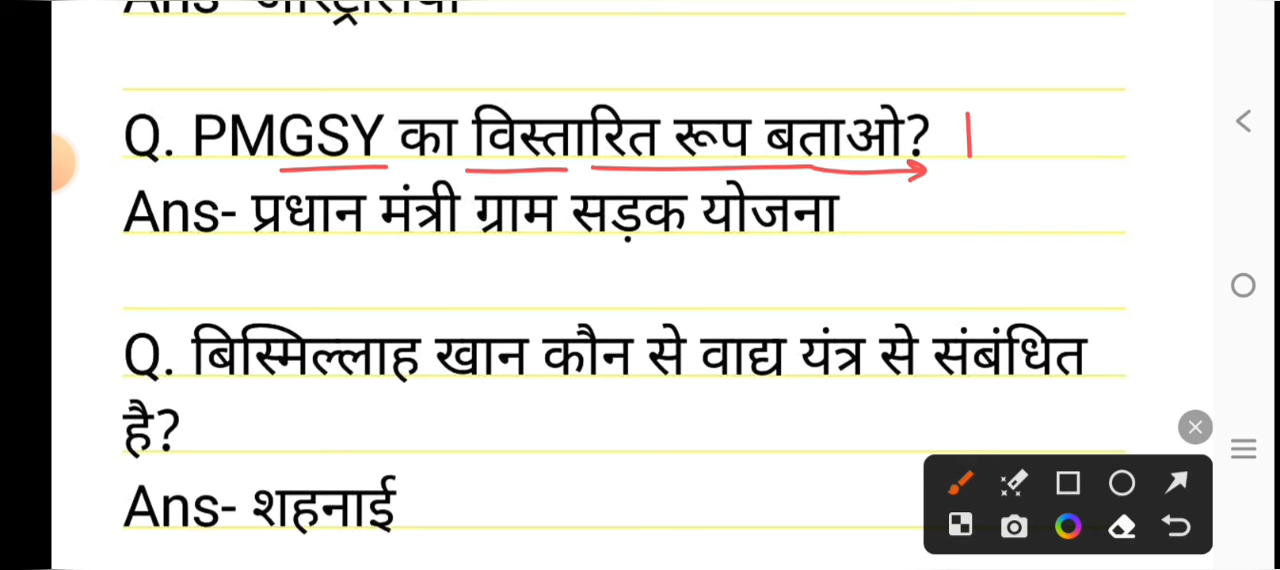 Q. PMGSY का विस्तारित रूप बताओ?
Ans- प्रधान मंत्री ग्राम सड़क योजना
Q. बिस्मिल्लाह खान कौन से वाद्य यंत्र से संबंधित
है?
Ans- शहनाई